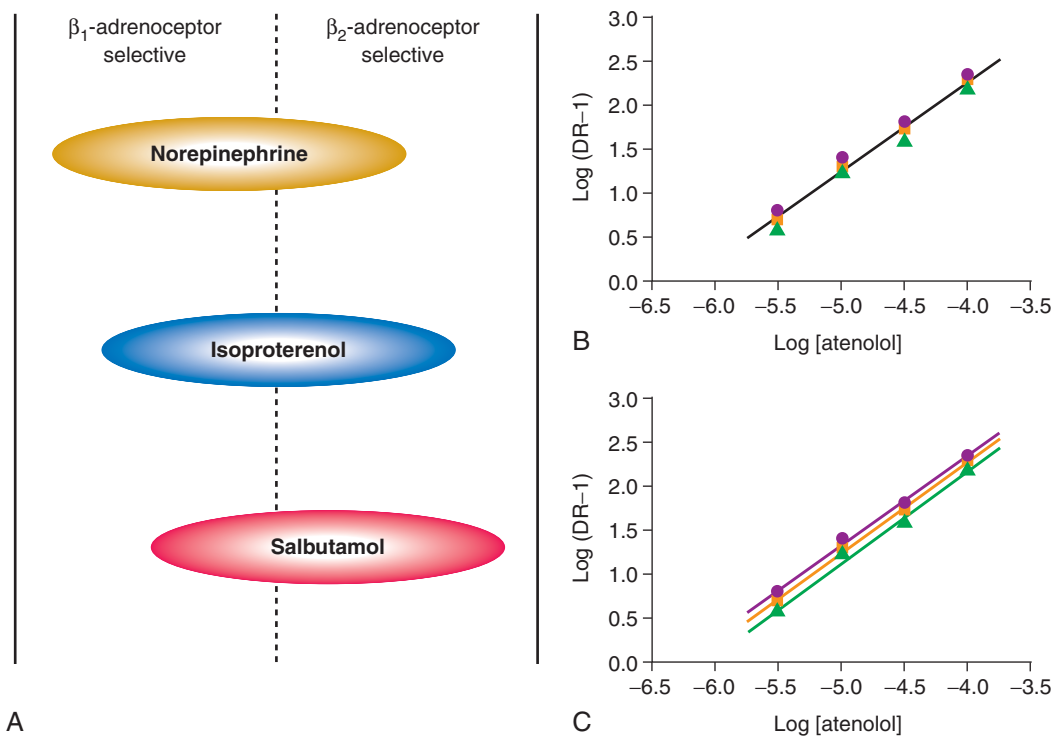 β₁-adrenoceptor
selective
β₂-adrenoceptor
selective
Norepinephrine
Isoproterenol
Salbutamol
A
3.0
2.5
2.0
1.5
1.0
0.5
0.0
Log (DR–1)
–6.5 –6.0 –5.5 –5.0 –4.5 –4.0 –3.5
Log [atenolol]
B
3.0
2.5
2.0
1.5
1.0
0.5
0.0
Log (DR–1)
–6.5 –6.0 –5.5 –5.0 –4.5 –4.0 –3.5
Log [atenolol]
C